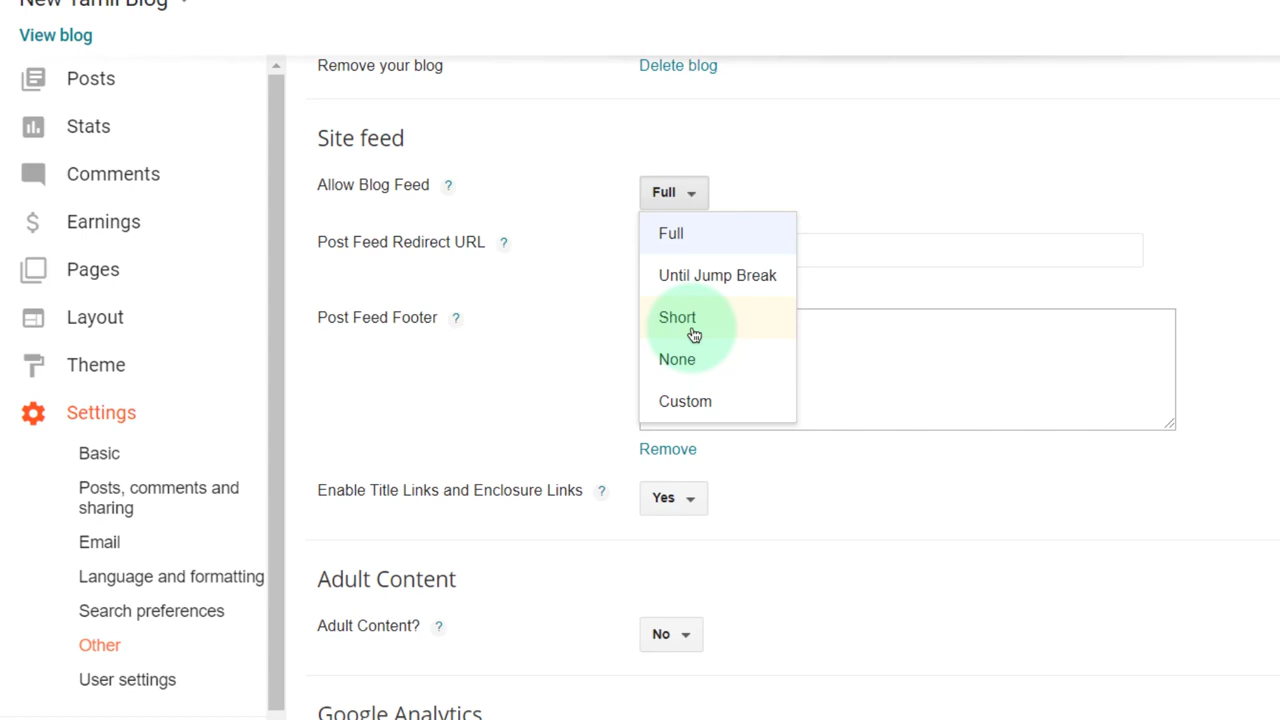 New Tamil Blog
View blog
Posts
Stats
Comments
Earnings
Pages
Layout
Theme
Settings
Basic
Posts, comments and
sharing
Email
Language and formatting
Search preferences
Other
User settings
Remove your blog
Delete blog
Site feed
Allow Blog Feed ?
Full
Full
Until Jump Break
Short
None
Custom
Post Feed Redirect URL ?
Post Feed Footer ?
Remove
Enable Title Links and Enclosure Links ?
Yes
Adult Content
Adult Content? ?
No
Google Analytics